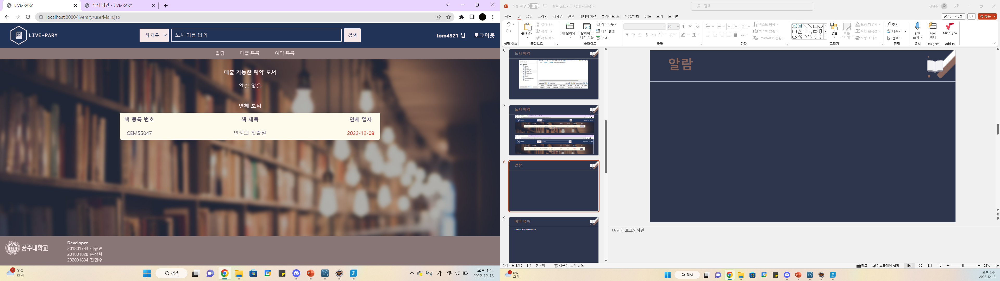 LIVE-RARY
사서 메인 - LIVE-RARY
localhost:8080/liverary/userMain.jsp
LIVE-RARY
책 제목
도서 이름 입력
검색
tom4321 님
로그아웃
알림
대출 목록
예약 목록
대출 가능한 예약 도서
알림 없음
연체 도서
책 등록 번호 책 제목 연체 일자
CEM55047 인생의 첫출발 2022-12-08
공주대학교
Developer
201801743 김규빈
201801828 홍상혁
202001834 진민주
1
5°C
흐림
검색
가
오후 1:44
2022-12-13
자동 저장 끔
발표.pptx • 이 PC에 저장됨
검색
진민주
파일 홈 삽입 그리기 디자인 전환 애니메이션 슬라이드 쇼 녹음/녹화 검토 보기 도움말
녹음/녹화
공유
실행 취소
붙여넣기
잘라내기
복사
서식 복사
클립보드
새 슬라이드
슬라이드 다시 사용
레이아웃
다시 설정
구역
슬라이드
20
글꼴
텍스트 방향
텍스트 맞춤
SmartArt로 변환
단락
정렬
빠른 스타일
도형 채우기
도형 윤곽선
도형 효과
그리기
찾기
바꾸기
선택
편집
받아쓰기
음성
디자이너
Designer
MathType
Add-in
6
도서 예약
7
도서 예약
8
알람
9
예약 목록
Replaced with your own text
알람
User가 로그인하면
슬라이드 8/15
한국어
접근성: 조사 필요
메모
디스플레이 설정
92%
1
5°C
흐림
검색
오후 1:44
2022-12-13